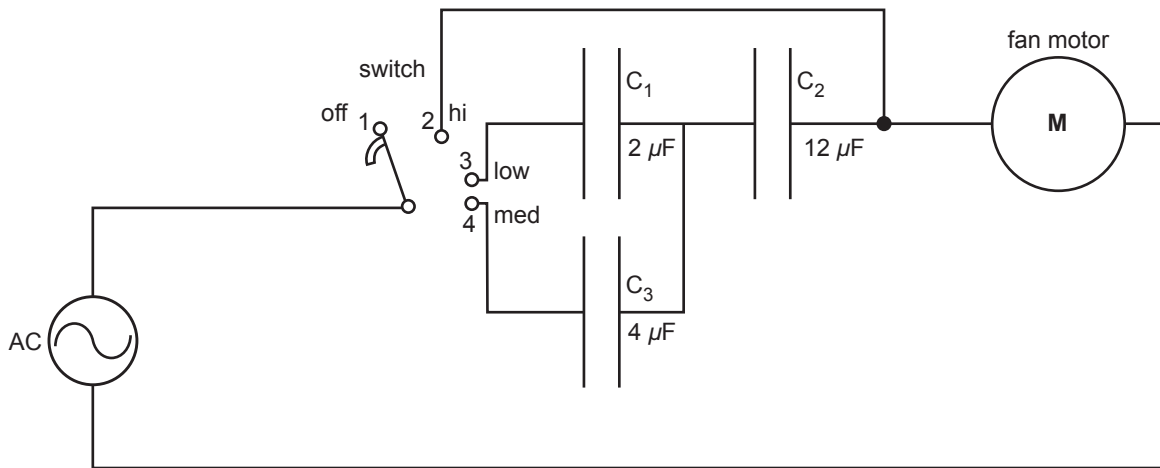 fan motor
switch
off
1
2
hi
C₁
C₂
M
2 µF
12 µF
3
low
4
med
C₃
4 µF
AC